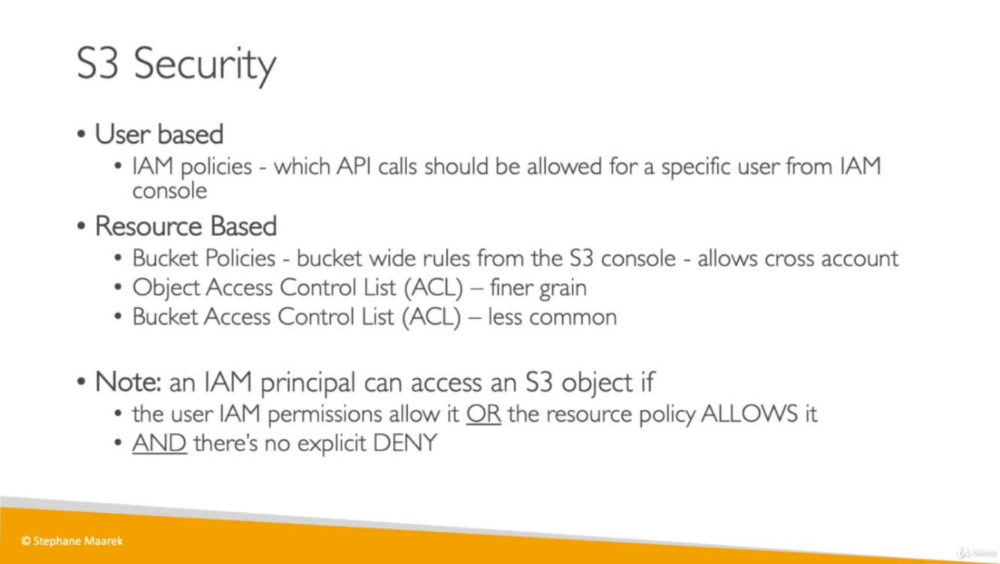 S3 Security
• User based
• IAM policies - which API calls should be allowed for a specific user from IAM
console
• Resource Based
• Bucket Policies - bucket wide rules from the S3 console - allows cross account
• Object Access Control List (ACL) – finer grain
• Bucket Access Control List (ACL) – less common
• Note: an IAM principal can access an S3 object if
• the user IAM permissions allow it OR the resource policy ALLOWS it
• AND there's no explicit DENY
© Stephane Maarek
Udemy